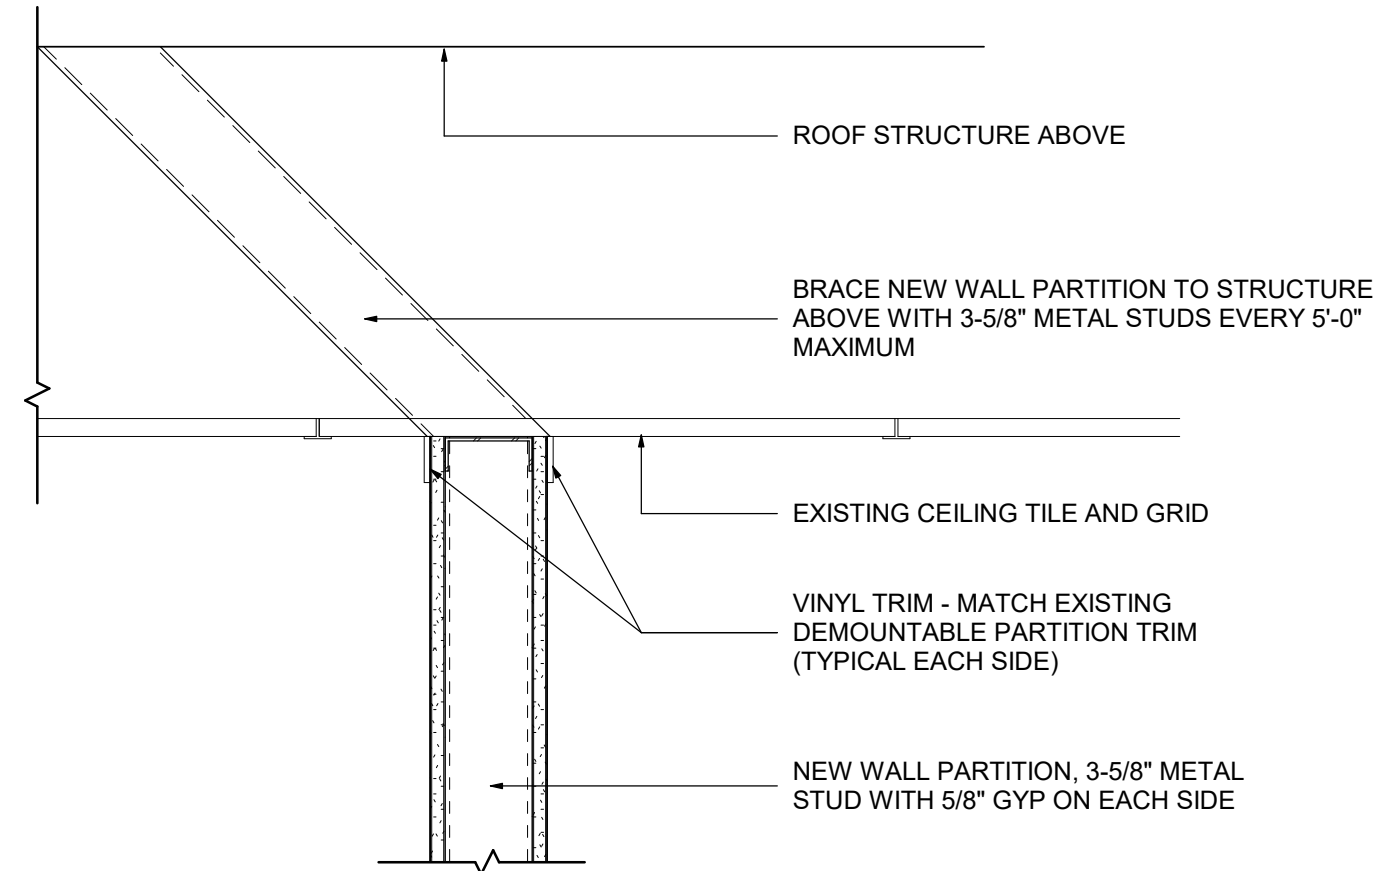 ROOF STRUCTURE ABOVE
BRACE NEW WALL PARTITION TO STRUCTURE
ABOVE WITH 3-5/8" METAL STUDS EVERY 5'-0"
MAXIMUM
EXISTING CEILING TILE AND GRID
VINYL TRIM - MATCH EXISTING
DEMOUNTABLE PARTITION TRIM
(TYPICAL EACH SIDE)
NEW WALL PARTITION, 3-5/8" METAL
STUD WITH 5/8" GYP ON EACH SIDE